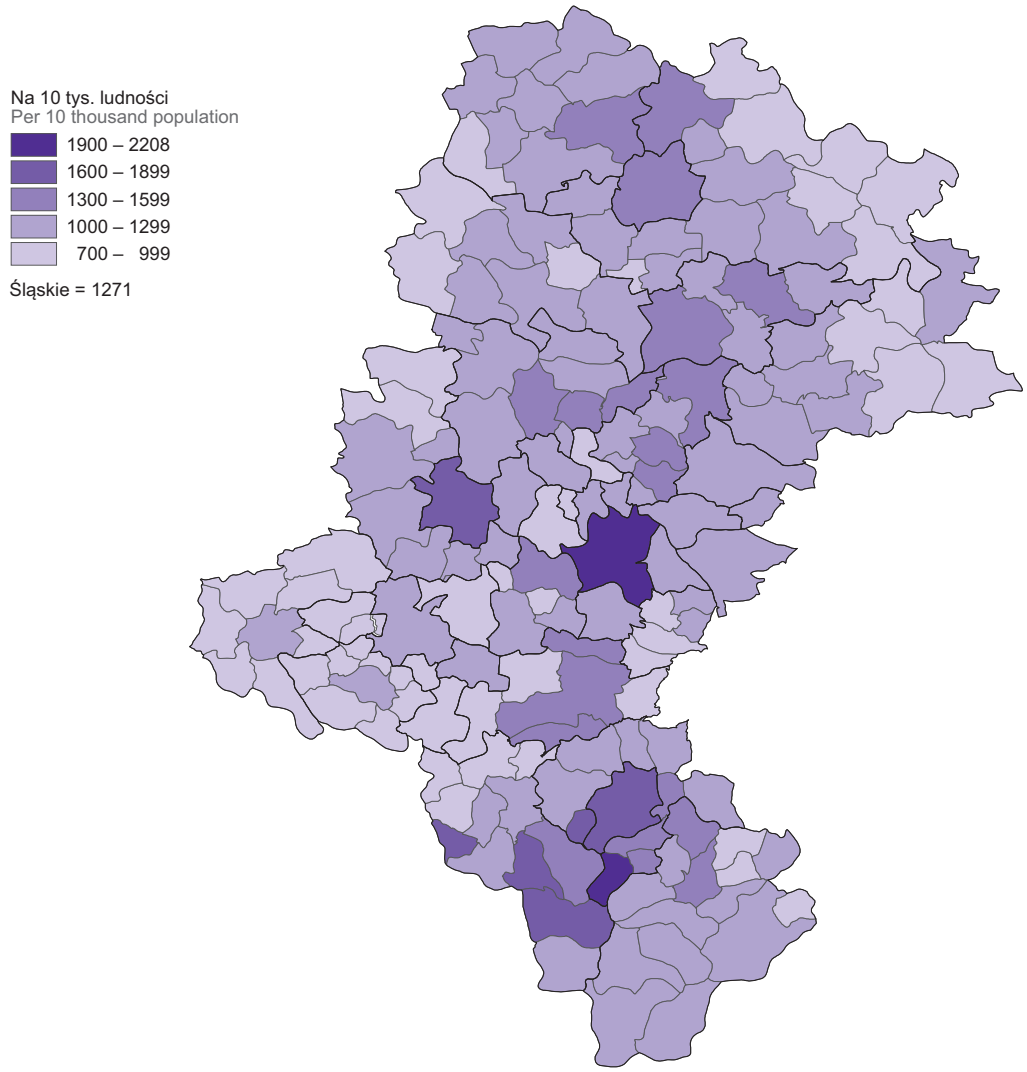 Na 10 tys. ludności
Per 10 thousand population
1900 – 2208
1600 – 1899
1300 – 1599
1000 – 1299
700 – 999
Śląskie = 1271